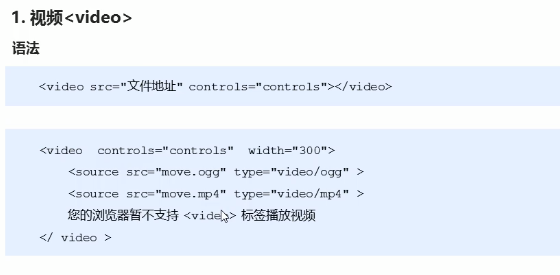 1. 视频<video>
语法
<video src="文件地址" controls="controls"></video>
<video  controls="controls"  width="300">
<source src="move.ogg" type="video/ogg" >
<source src="move.mp4" type="video/mp4" >
您的浏览器暂不支持 <video> 标签播放视频
</ video >